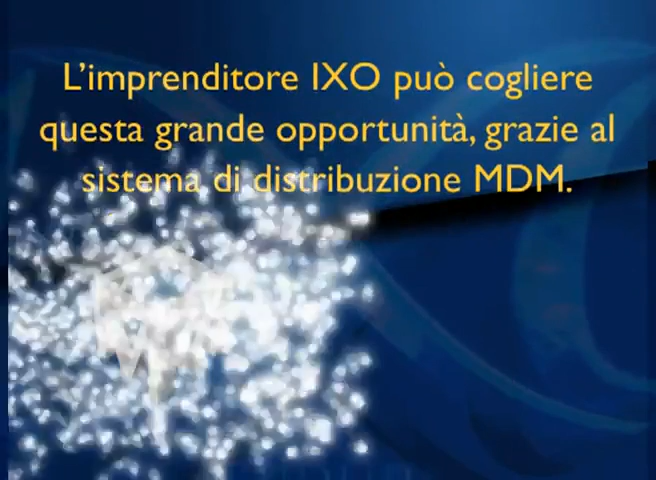 L'imprenditore IXO può cogliere
questa grande opportunità, grazie al
sistema di distribuzione MDM.